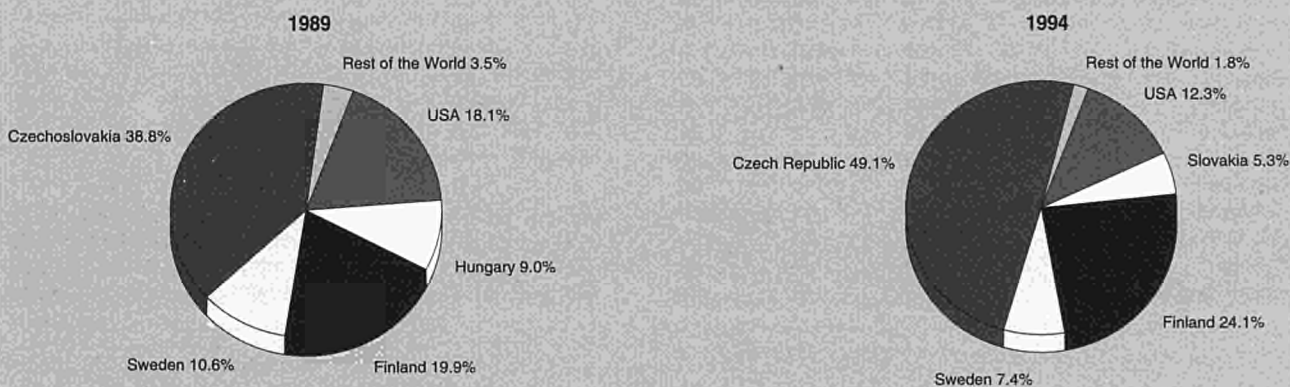 1989
Rest of the World 3.5%
USA 18.1%
Czechoslovakia 38.8%
Hungary 9.0%
Sweden 10.6%
Finland 19.9%
1994
Rest of the World 1.8%
USA 12.3%
Slovakia 5.3%
Czech Republic 49.1%
Finland 24.1%
Sweden 7.4%